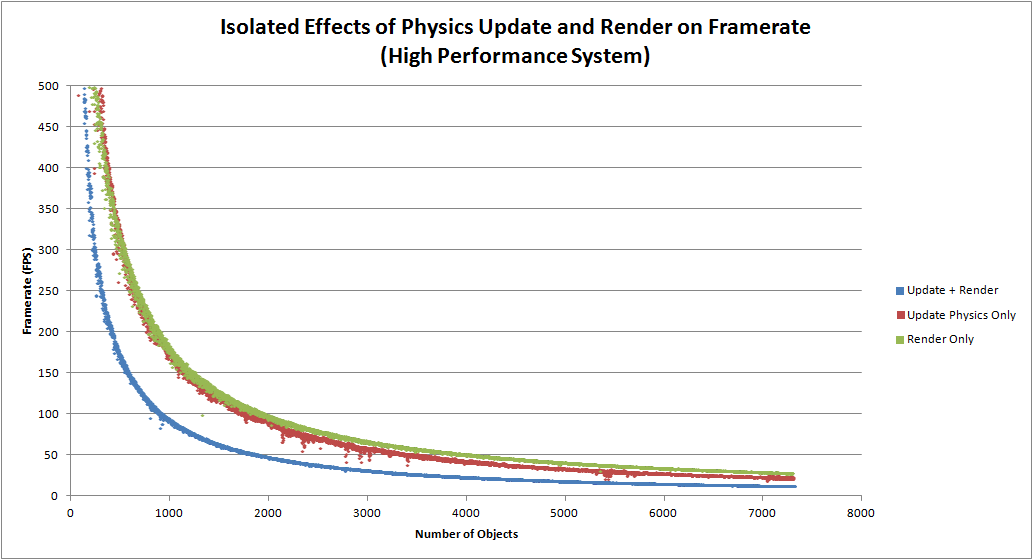 Isolated Effects of Physics Update and Render on Framerate
(High Performance System)
500
450
400
350
300
250
200
150
100
50
0
Framerate (FPS)
0 1000 2000 3000 4000 5000 6000 7000 8000
Number of Objects
Update + Render
Update Physics Only
Render Only